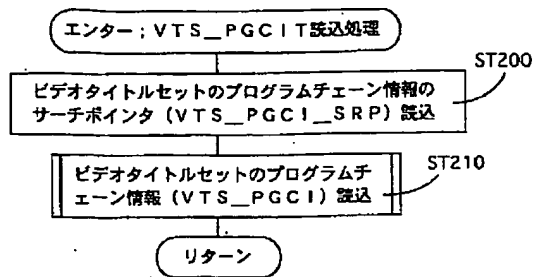 エンター；VTS__PGCIT読込処理
ST200
ビデオタイトルセットのプログラムチェーン情報の
サーチポインタ（VTS__PGCI__SRP）読込
ST210
ビデオタイトルセットのプログラムチ
ェーン情報（VTS__PGCI）読込
リターン